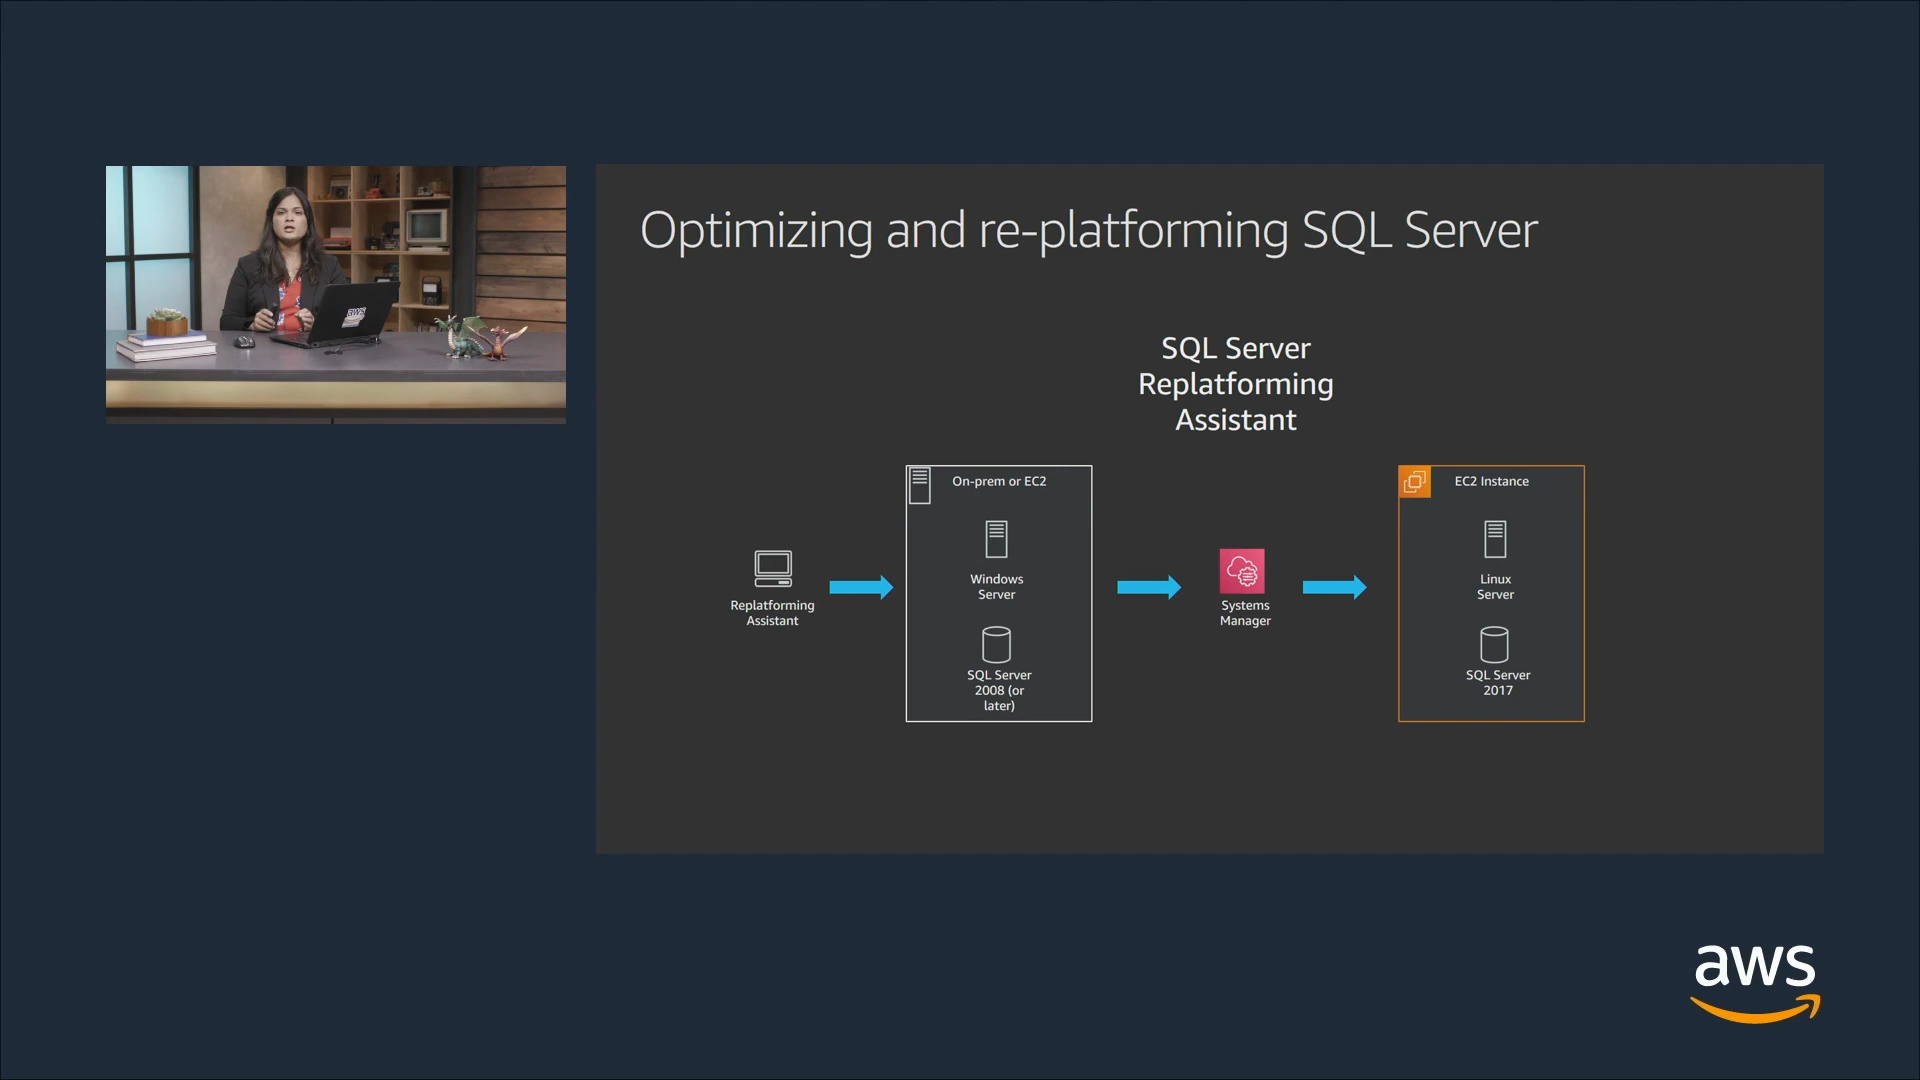 Optimizing and re-platforming SQL Server
SQL Server
Replatforming
Assistant
On-prem or EC2
EC2 Instance
Windows
Server
Linux
Server
Replatforming
Assistant
Systems
Manager
SQL Server
2008 (or
later)
SQL Server
2017
aws
aws